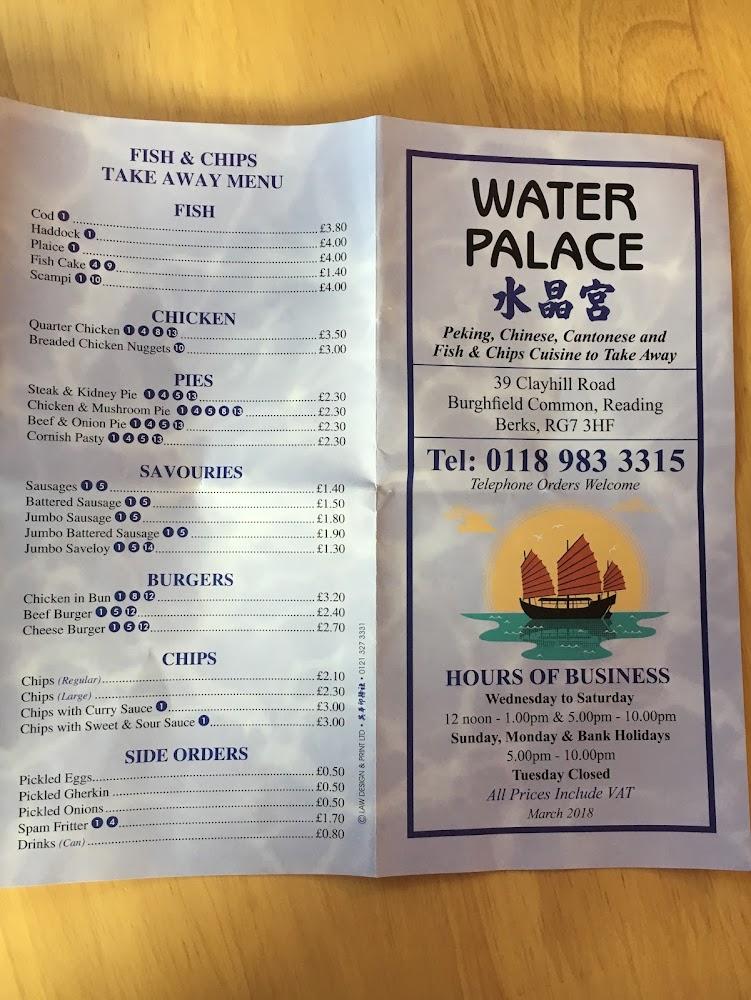 FISH & CHIPS
TAKE AWAY MENU
FISH
Cod 1 £3.80
Haddock 1 £4.00
Plaice 1 £4.00
Fish Cake 4 9 £1.40
Scampi 1 10 £4.00
CHICKEN
Quarter Chicken 1 4 8 13 £3.50
Breaded Chicken Nuggets 10 £3.00
PIES
Steak & Kidney Pie 1 4 5 13 £2.30
Chicken & Mushroom Pie 1 4 5 8 13 £2.30
Beef & Onion Pie 1 4 5 13 £2.30
Cornish Pasty 1 4 5 13 £2.30
SAVOURIES
Sausages 1 5 £1.40
Battered Sausage 1 5 £1.50
Jumbo Sausage 1 5 £1.80
Jumbo Battered Sausage 1 5 £1.90
Jumbo Saveloy 1 5 14 £1.30
BURGERS
Chicken in Bun 1 8 12 £3.20
Beef Burger 1 5 12 £2.40
Cheese Burger 1 5 12 £2.70
CHIPS
Chips (Regular) £2.10
Chips (Large) £2.30
Chips with Curry Sauce 1 £3.00
Chips with Sweet & Sour Sauce 1 £3.00
SIDE ORDERS
Pickled Eggs £0.50
Pickled Gherkin £0.50
Pickled Onions £0.50
Spam Fritter 1 4 £1.70
Drinks (Can) £0.80
© LAW DESIGN & PRINT LTD • 0121 327 3331
WATER
PALACE
水晶宮
Peking, Chinese, Cantonese and
Fish & Chips Cuisine to Take Away
39 Clayhill Road
Burghfield Common, Reading
Berks, RG7 3HF
Tel: 0118 983 3315
Telephone Orders Welcome
HOURS OF BUSINESS
Wednesday to Saturday
12 noon - 1.00pm & 5.00pm - 10.00pm
Sunday, Monday & Bank Holidays
5.00pm - 10.00pm
Tuesday Closed
All Prices Include VAT
March 2018